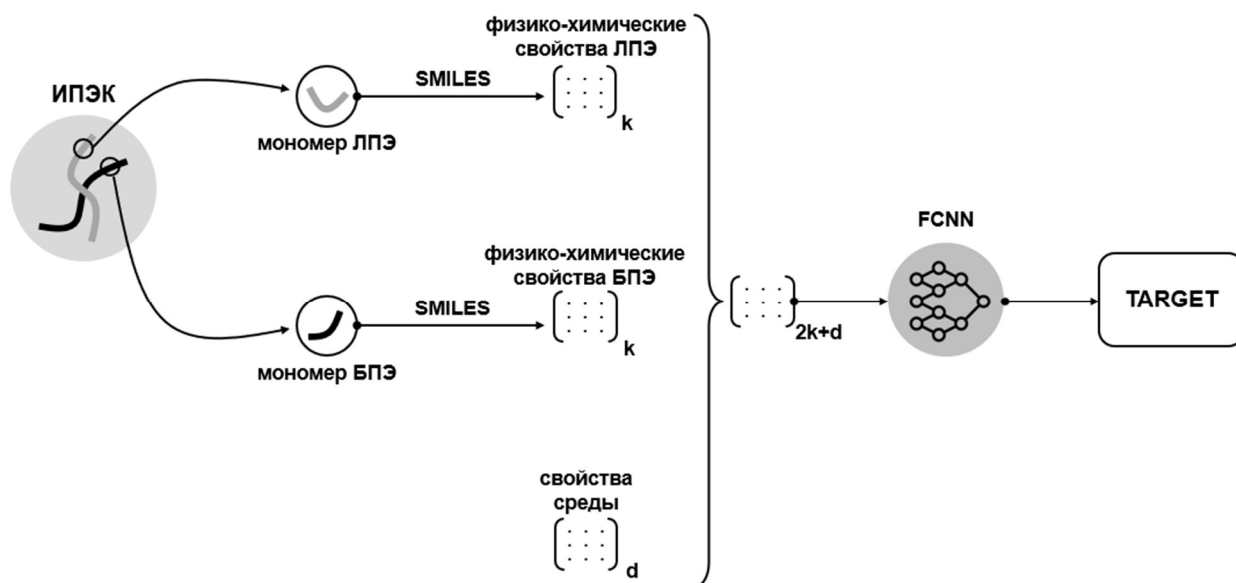 ИПЭК
мономер ЛПЭ
SMILES
физико-химические
свойства ЛПЭ
k
мономер БПЭ
SMILES
физико-химические
свойства БПЭ
k
свойства
среды
d
2k+d
FCNN
TARGET